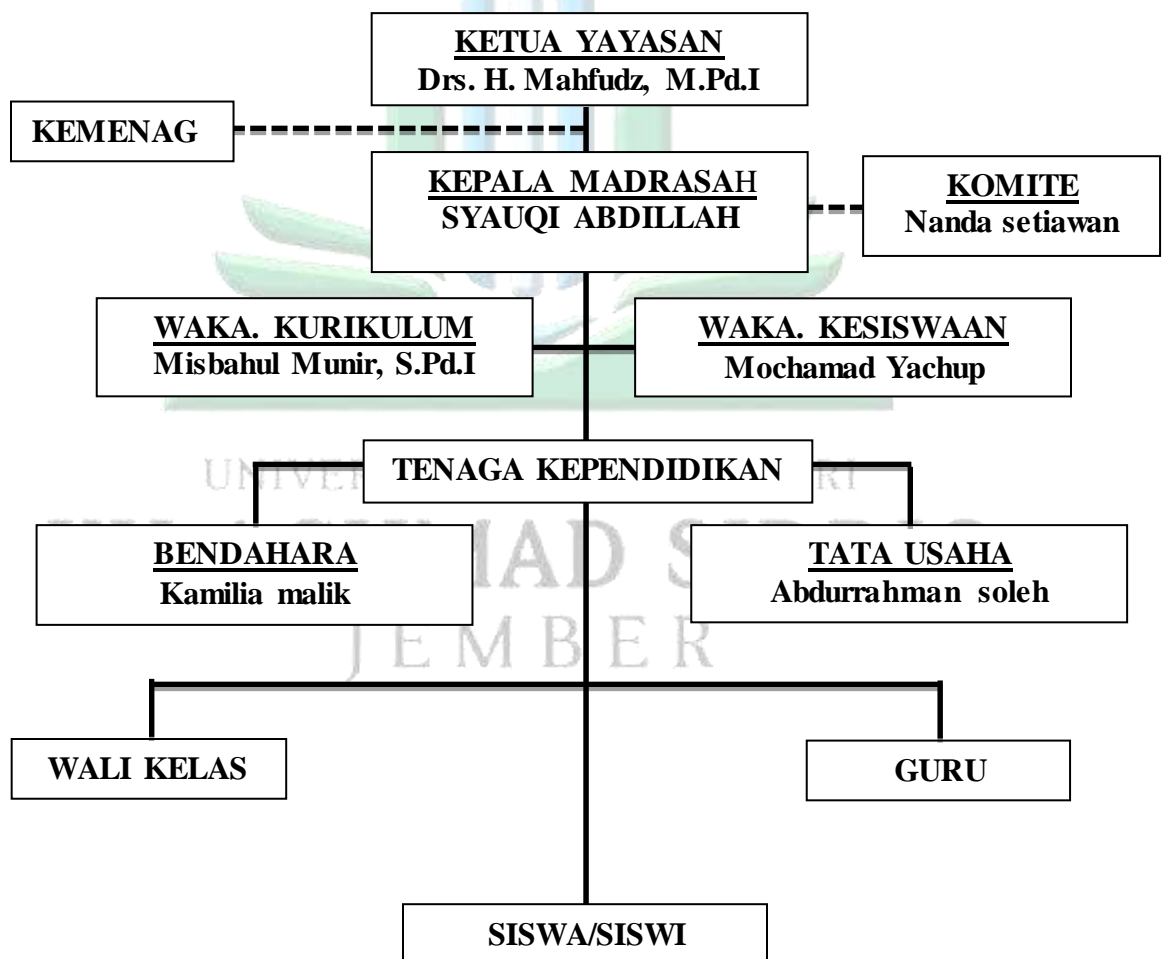 KETUA YAYASAN
Drs. H. Mahfudz, M.Pd.I
KEMENAG
KEPALA MADRASAH
SYAUQI ABDILLAH
KOMITE
Nanda setiawan
WAKA. KURIKULUM
Misbahul Munir, S.Pd.I
WAKA. KESISWAAN
Mochamad Yachup
TENAGA KEPENDIDIKAN
BENDAHARA
Kamilia malik
TATA USAHA
Abdurrahman soleh
JEMBER
WALI KELAS
GURU
SISWA/SISWI